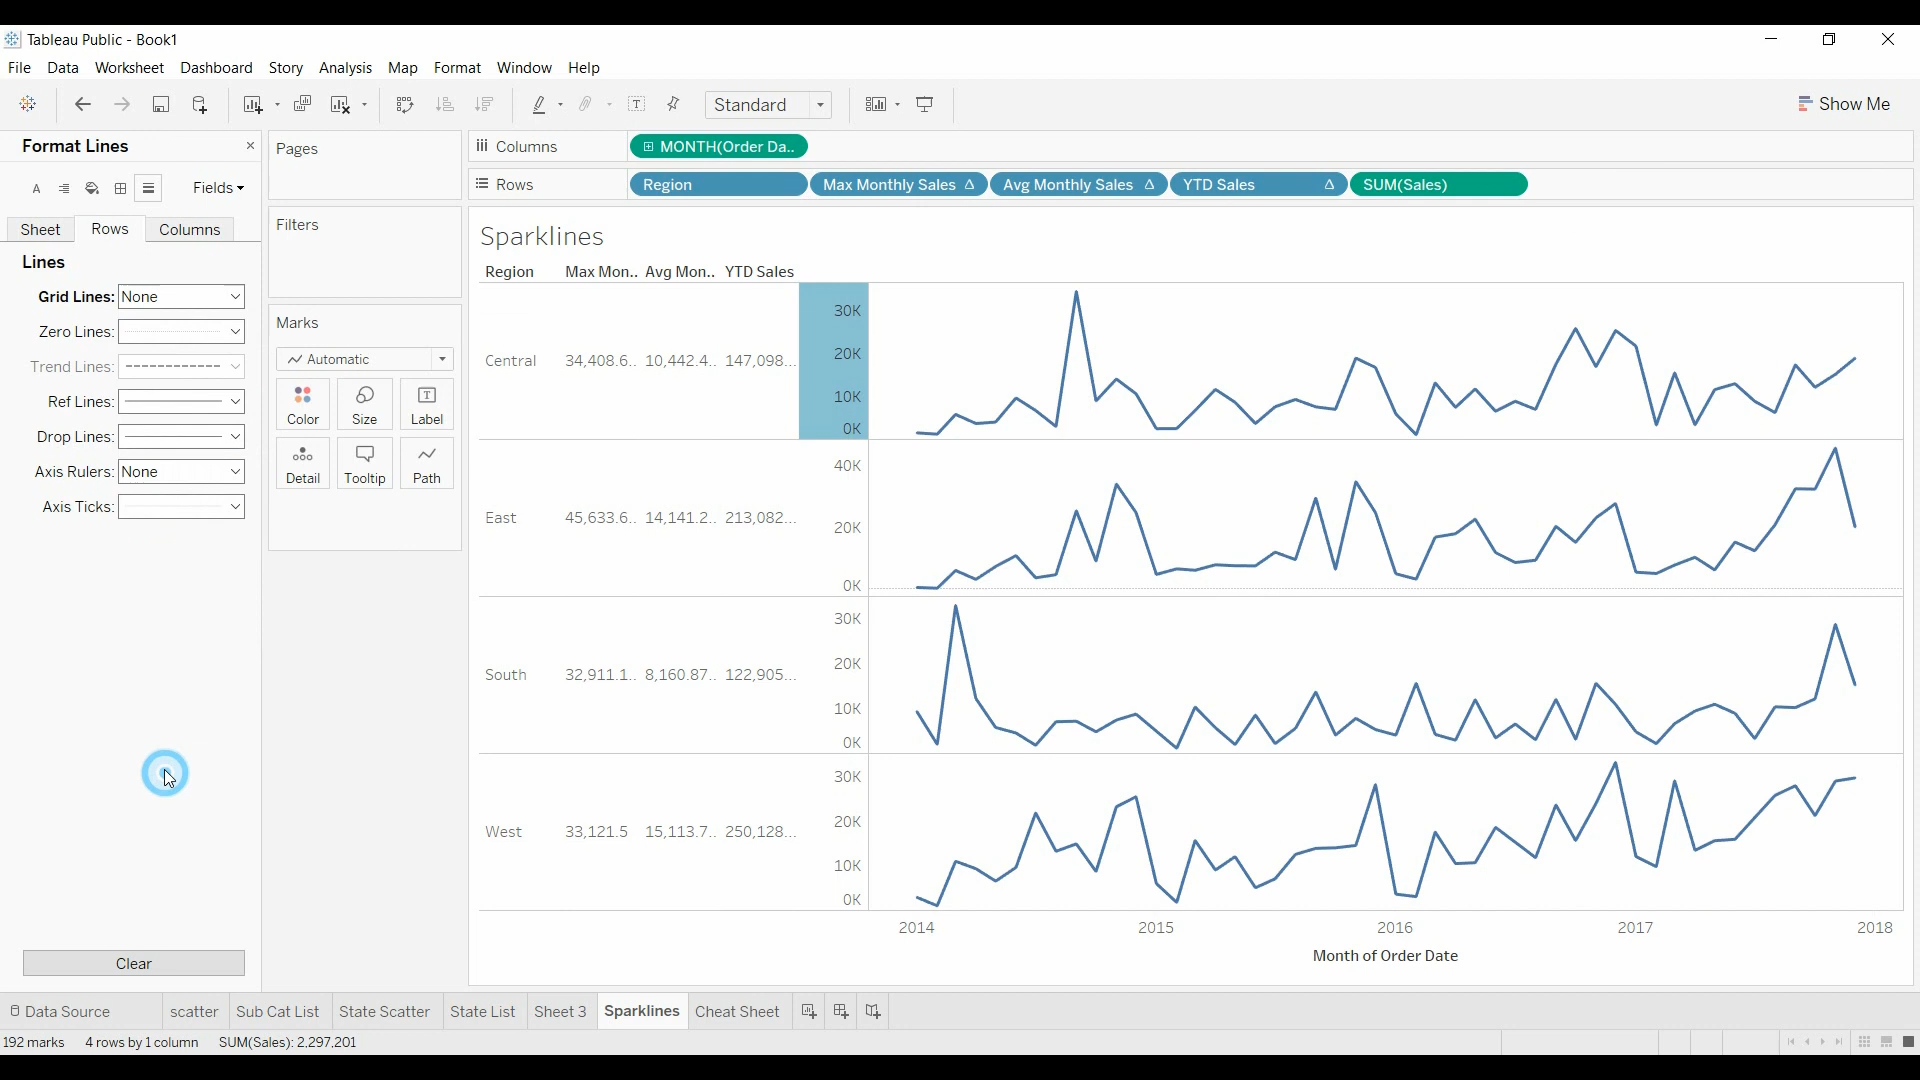 Tableau Public - Book1
File Data Worksheet Dashboard Story Analysis Map Format Window Help
Standard
Show Me
Format Lines
Fields
Sheet Rows Columns
Lines
Grid Lines: None
Zero Lines:
Trend Lines:
Ref Lines:
Drop Lines:
Axis Rulers: None
Axis Ticks:
Clear
Pages
Filters
Marks
Automatic
Color Size Label
Detail Tooltip Path
Columns MONTH(Order Da..
Rows Region Max Monthly Sales Δ Avg Monthly Sales Δ YTD Sales Δ SUM(Sales)
Sparklines
Region Max Mon.. Avg Mon.. YTD Sales
Central 34,408.6.. 10,442.4.. 147,098...
30K
20K
10K
0K
East 45,633.6.. 14,141.2.. 213,082...
40K
20K
0K
South 32,911.1.. 8,160.87.. 122,905...
30K
20K
10K
0K
West 33,121.5 15,113.7.. 250,128...
30K
20K
10K
0K
2014 2015 2016 2017 2018
Month of Order Date
Data Source scatter Sub Cat List State Scatter State List Sheet 3 Sparklines Cheat Sheet
192 marks 4 rows by 1 column SUM(Sales): 2,297,201